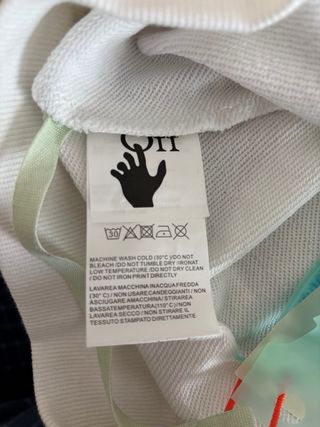 Off
30
MACHINE WASH COLD (30°C )/DO NOT
BLEACH /DO NOT TUMBLE DRY IRONAT
LOW TEMPERATURE /DO NOT DRY CLEAN
/ DO NOT IRON PRINT DIRECTLY
LAVAREA MACCHINA INACQUA FREDDA
(30°C) / NON USARE CANDEGGIANTI / NON
ASCIUGARE AMACCHINA / STIRAREA
BASSATEMPERATURA (110°C ) / NON
LAVAREA SECCO / NON STIRARE IL
TESSUTO STAMPATO DIRETTAMENTE